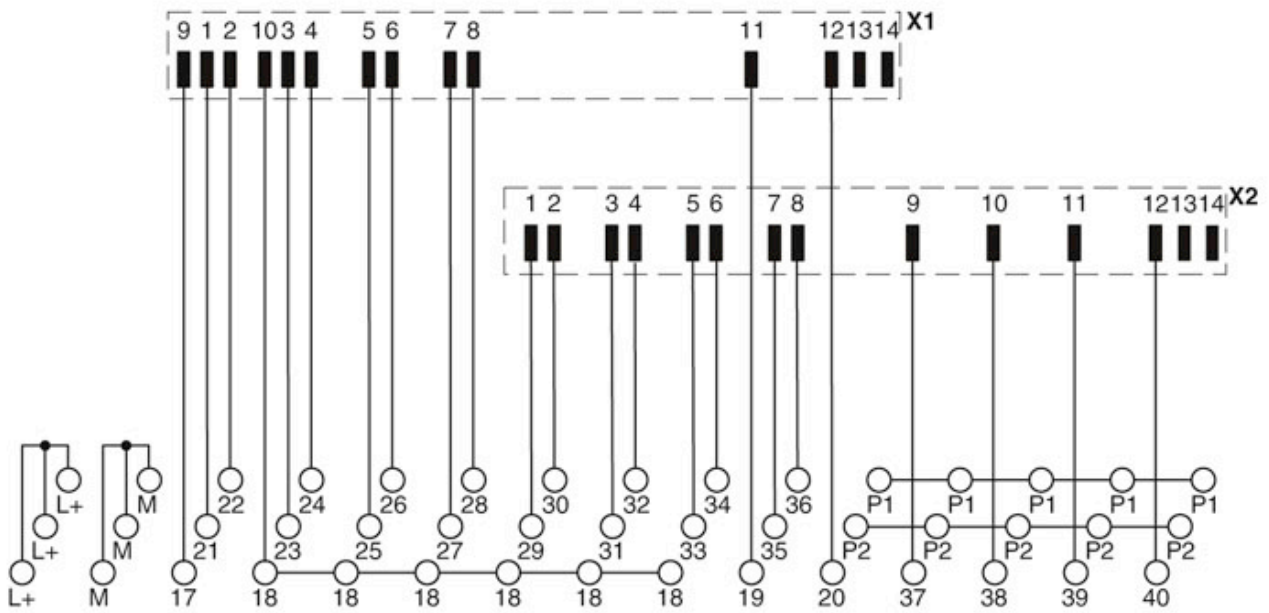 9 1 2 10 3 4 5 6 7 8 11 12 13 14 X1
1 2 3 4 5 6 7 8 9 10 11 12 13 14 X2
L+ M 22 24 26 28 30 32 34 36 P1 P1 P1 P1 P1
L+ M 21 23 25 27 29 31 33 35 P2 P2 P2 P2 P2
L+ M 17 18 18 18 18 18 18 19 20 37 38 39 40